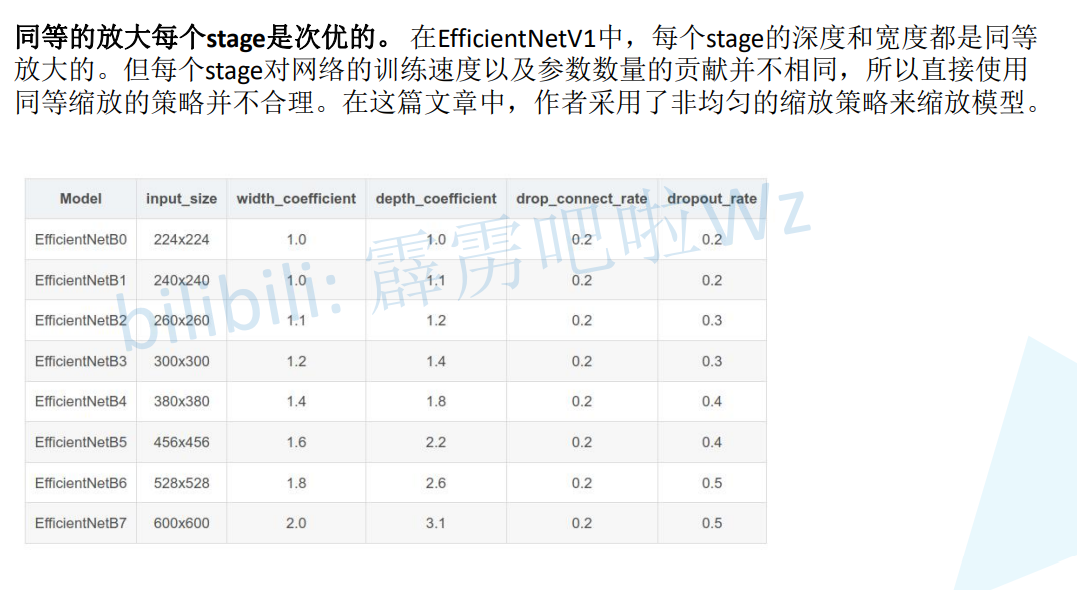 同等的放大每个stage是次优的。 在EfficientNetV1中，每个stage的深度和宽度都是同等
放大的。但每个stage对网络的训练速度以及参数数量的贡献并不相同，所以直接使用
同等缩放的策略并不合理。在这篇文章中，作者采用了非均匀的缩放策略来缩放模型。
Model input_size width_coefficient depth_coefficient drop_connect_rate dropout_rate
EfficientNetB0 224x224 1.0 1.0 0.2 0.2
EfficientNetB1 240x240 1.0 1.1 0.2 0.2
EfficientNetB2 260x260 1.1 1.2 0.2 0.3
EfficientNetB3 300x300 1.2 1.4 0.2 0.3
EfficientNetB4 380x380 1.4 1.8 0.2 0.4
EfficientNetB5 456x456 1.6 2.2 0.2 0.4
EfficientNetB6 528x528 1.8 2.6 0.2 0.5
EfficientNetB7 600x600 2.0 3.1 0.2 0.5
bilibili: 霹雳吧啦Wz